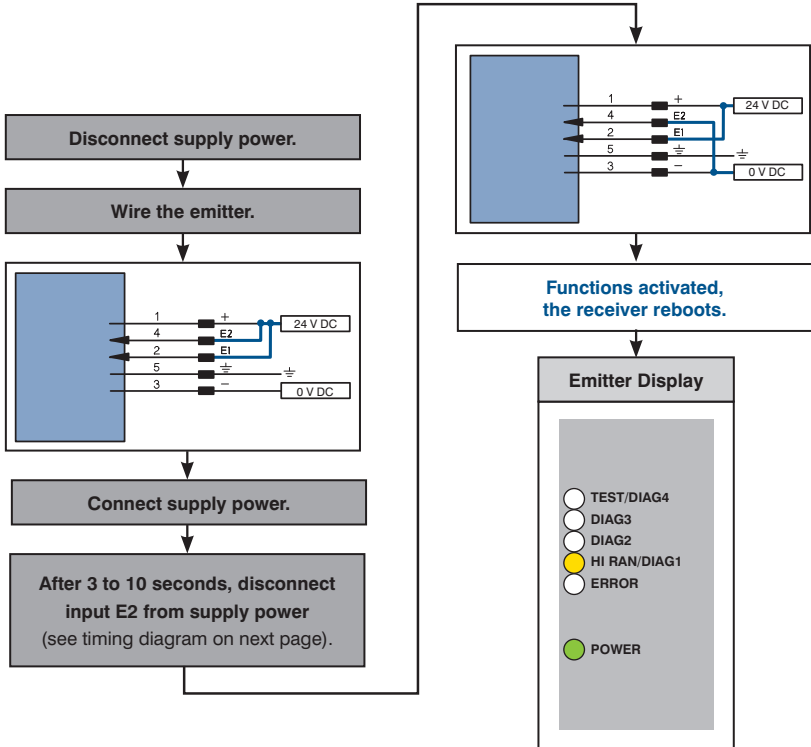 Disconnect supply power.
Wire the emitter.
1 +
24 V DC
4 E2
2 E1
5
3 −
0 V DC
Connect supply power.
After 3 to 10 seconds, disconnect
input E2 from supply power
(see timing diagram on next page).
1 +
24 V DC
4 E2
2 E1
5
3 −
0 V DC
Functions activated,
the receiver reboots.
Emitter Display
TEST/DIAG4
DIAG3
DIAG2
HI RAN/DIAG1
ERROR
POWER